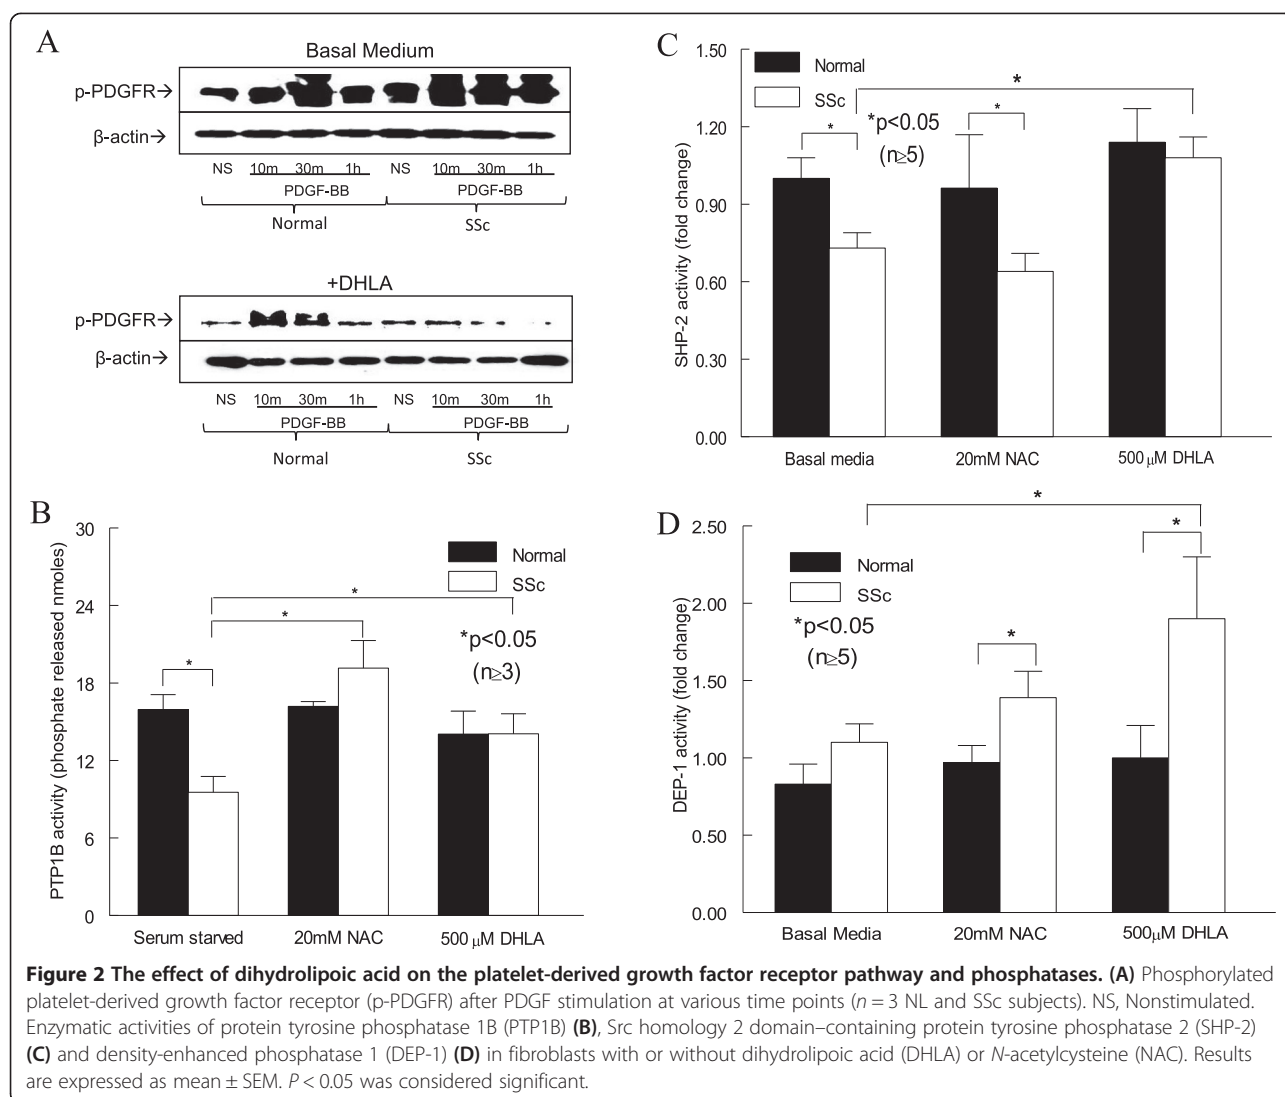 A
Basal Medium
p-PDGFR→
β-actin→
NS 10m 30m 1h NS 10m 30m 1h
PDGF-BB PDGF-BB
Normal SSc
+DHLA
p-PDGFR→
β-actin→
NS 10m 30m 1h NS 10m 30m 1h
PDGF-BB PDGF-BB
Normal SSc
B
PTP1B activity (phosphate released nmoles)
30
24
18
12
6
0
Normal
SSc
*
*
*
*p<0.05
(n≥3)
Serum starved 20mM NAC 500 μM DHLA
C
SHP-2 activity (fold change)
1.50
1.20
0.90
0.60
0.30
0.00
Normal
SSc
*
*
*
*p<0.05
(n≥5)
Basal media 20mM NAC 500 μM DHLA
D
DEP-1 activity (fold change)
2.50
2.00
1.50
1.00
0.50
0.00
Normal
SSc
*
*
*
*p<0.05
(n≥5)
Basal Media 20mM NAC 500μM DHLA
Figure 2 The effect of dihydrolipoic acid on the platelet-derived growth factor receptor pathway and phosphatases. (A) Phosphorylated
platelet-derived growth factor receptor (p-PDGFR) after PDGF stimulation at various time points (n = 3 NL and SSc subjects). NS, Nonstimulated.
Enzymatic activities of protein tyrosine phosphatase 1B (PTP1B) (B), Src homology 2 domain–containing protein tyrosine phosphatase 2 (SHP-2)
(C) and density-enhanced phosphatase 1 (DEP-1) (D) in fibroblasts with or without dihydrolipoic acid (DHLA) or N-acetylcysteine (NAC). Results
are expressed as mean ± SEM. P < 0.05 was considered significant.